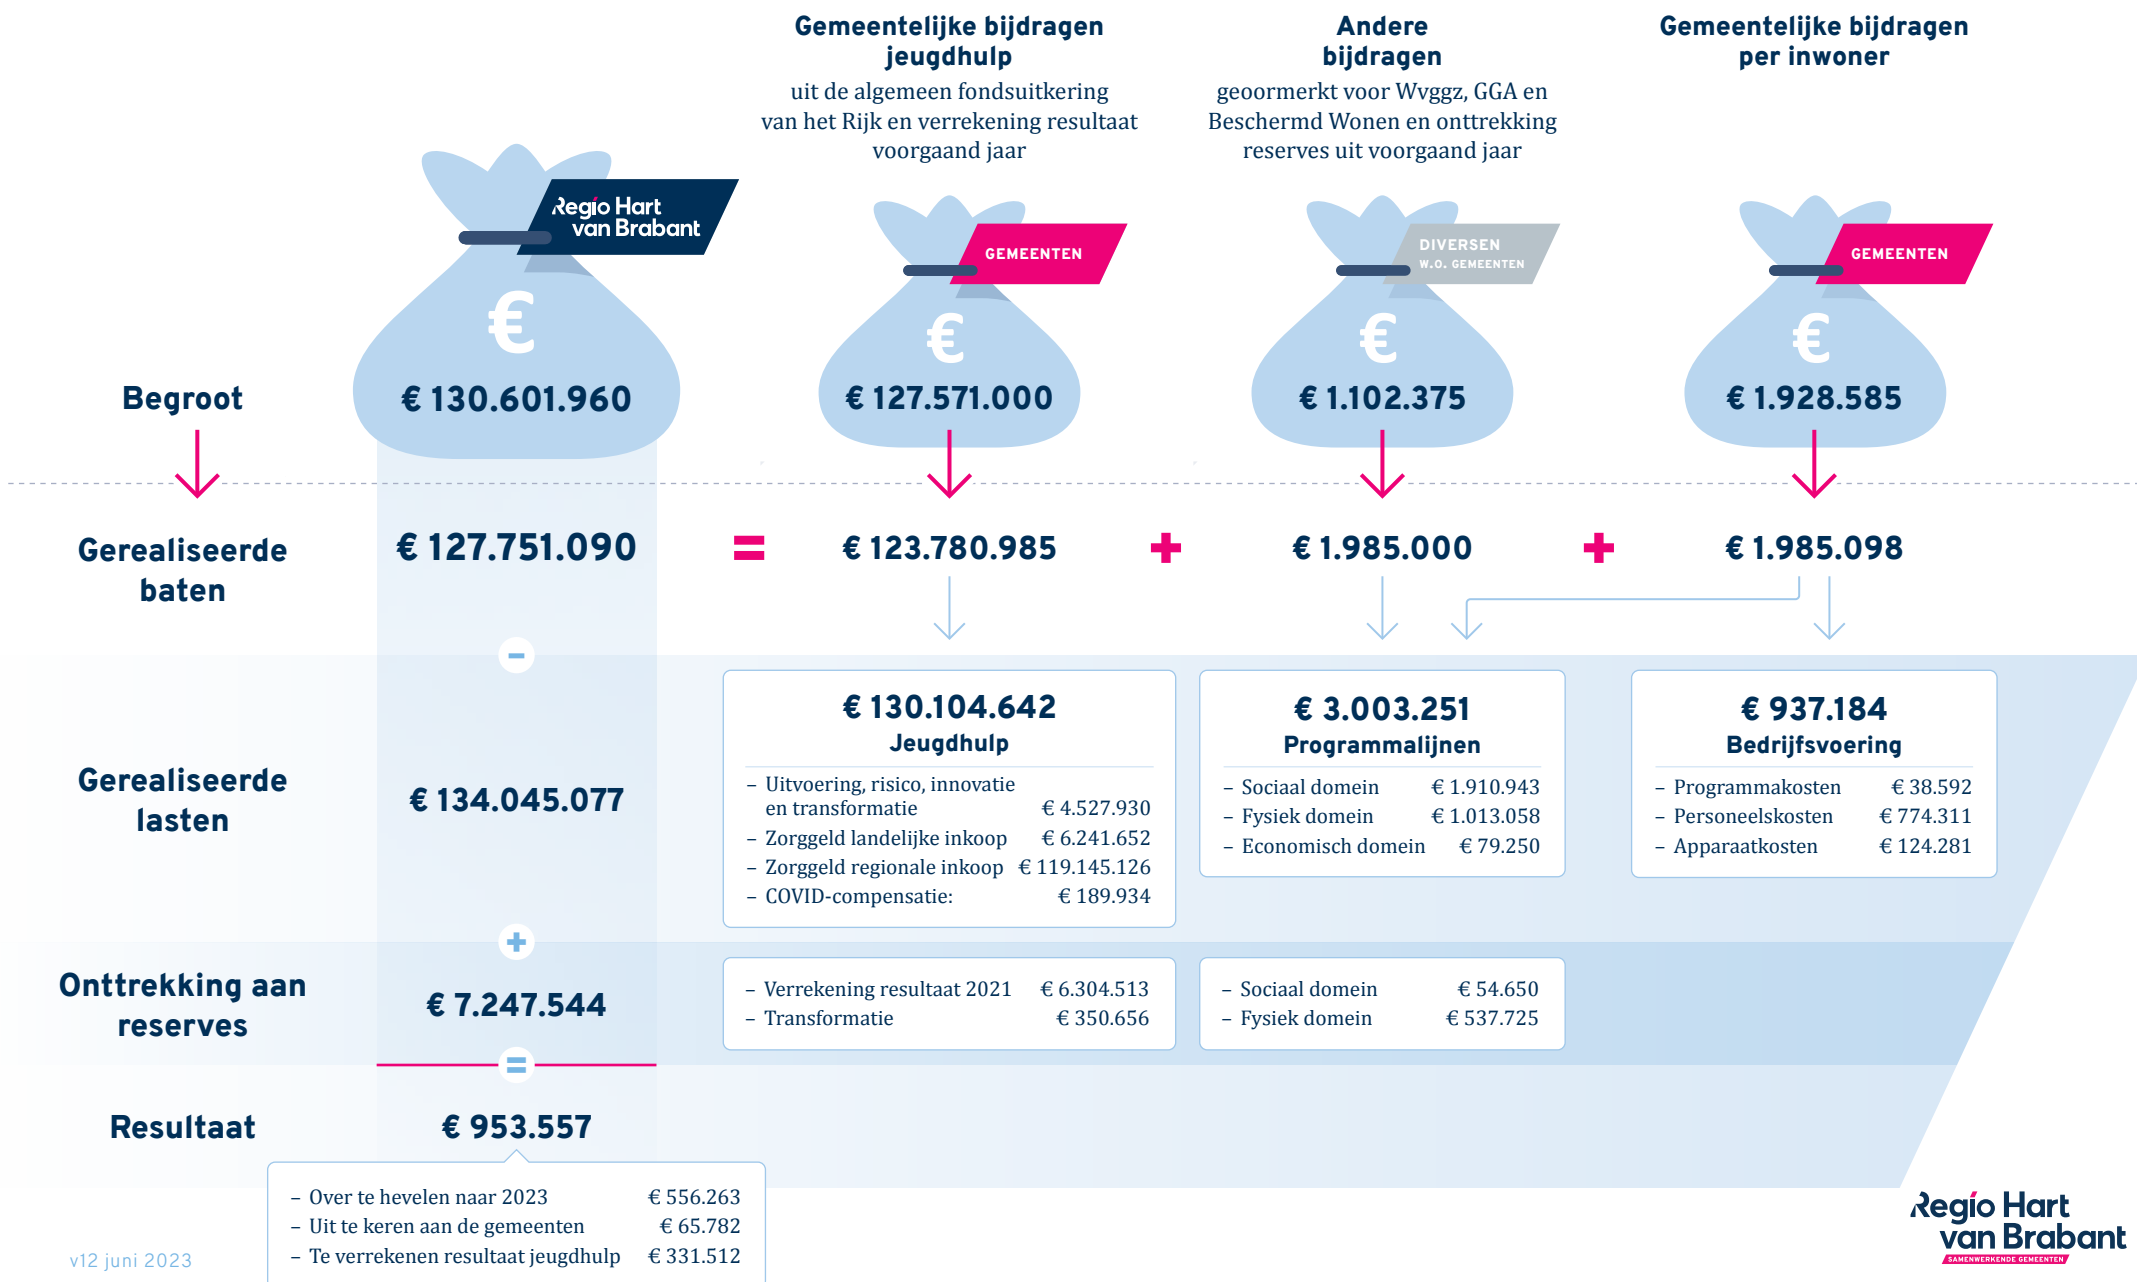 Gemeentelijke bijdragen
jeugdhulp
uit de algemeen fondsuitkering
van het Rijk en verrekening resultaat
voorgaand jaar
Andere
bijdragen
geoormerkt voor Wvggz, GGA en
Beschermd Wonen en onttrekking
reserves uit voorgaand jaar
Gemeentelijke bijdragen
per inwoner
Regio Hart
van Brabant
GEMEENTEN
DIVERSEN
W.O. GEMEENTEN
GEMEENTEN
€
€
€
€
Begroot
€ 130.601.960
€ 127.571.000
€ 1.102.375
€ 1.928.585
Gerealiseerde
baten
€ 127.751.090
=
€ 123.780.985
+
€ 1.985.000
+
€ 1.985.098
–
Gerealiseerde
lasten
€ 134.045.077
€ 130.104.642
Jeugdhulp
– Uitvoering, risico, innovatie
en transformatie € 4.527.930
– Zorggeld landelijke inkoop € 6.241.652
– Zorggeld regionale inkoop € 119.145.126
– COVID-compensatie: € 189.934
€ 3.003.251
Programmalijnen
– Sociaal domein € 1.910.943
– Fysiek domein € 1.013.058
– Economisch domein € 79.250
€ 937.184
Bedrijfsvoering
– Programmakosten € 38.592
– Personeelskosten € 774.311
– Apparaatkosten € 124.281
+
Onttrekking aan
reserves
€ 7.247.544
– Verrekening resultaat 2021 € 6.304.513
– Transformatie € 350.656
– Sociaal domein € 54.650
– Fysiek domein € 537.725
=
Resultaat
€ 953.557
– Over te hevelen naar 2023 € 556.263
– Uit te keren aan de gemeenten € 65.782
– Te verrekenen resultaat jeugdhulp € 331.512
v12 juni 2023
Regio Hart
van Brabant
SAMENWERKENDE GEMEENTEN